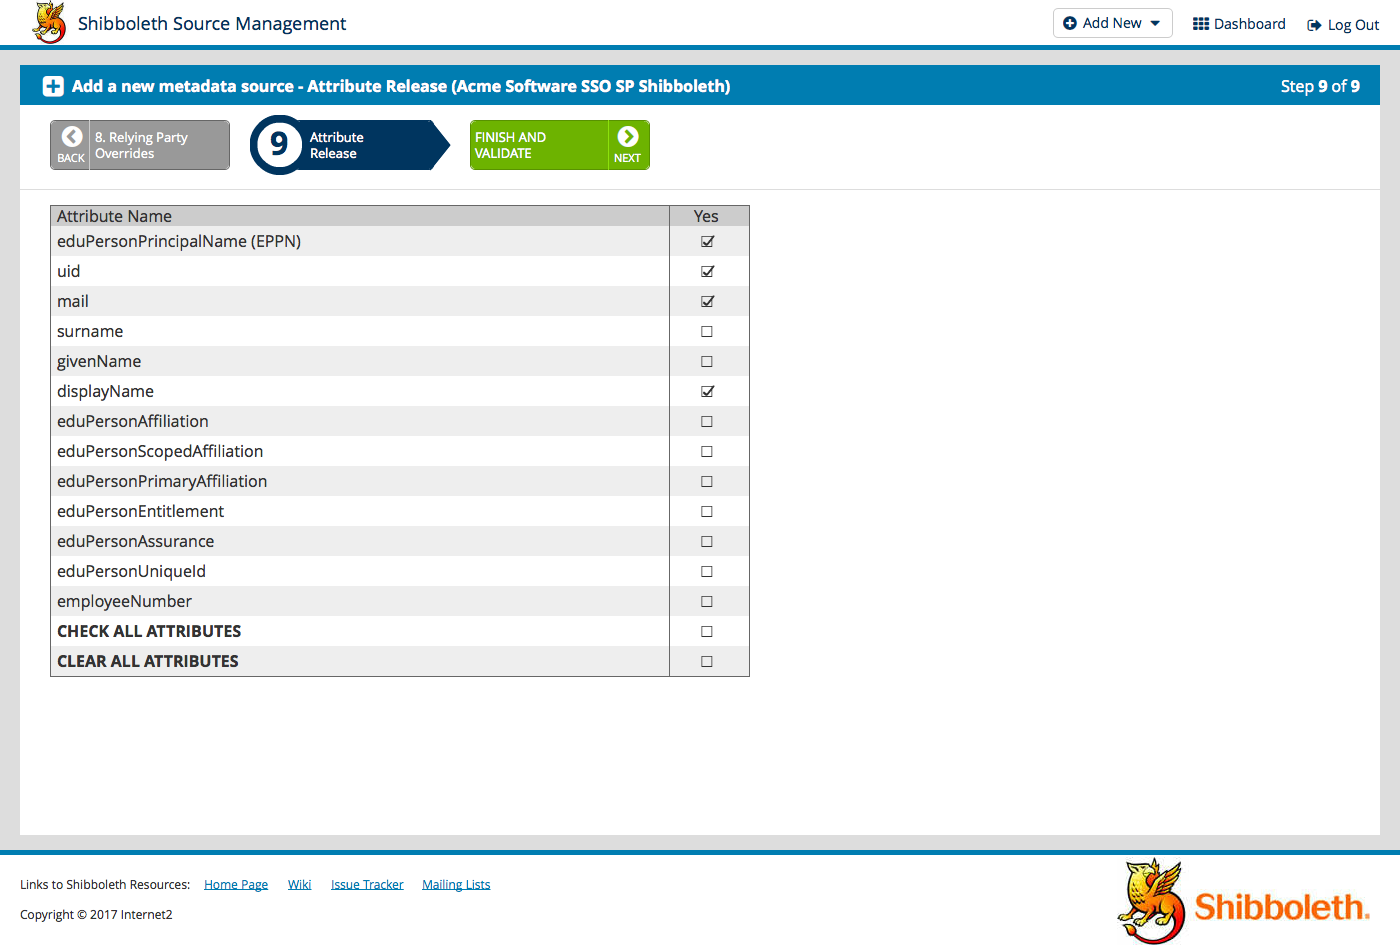 Shibboleth Source Management
Add New
Dashboard
Log Out
Add a new metadata source - Attribute Release (Acme Software SSO SP Shibboleth)
Step 9 of 9
BACK
8. Relying Party
Overrides
9
Attribute
Release
FINISH AND
VALIDATE
NEXT
Attribute Name Yes
eduPersonPrincipalName (EPPN)
uid
mail
surname
givenName
displayName
eduPersonAffiliation
eduPersonScopedAffiliation
eduPersonPrimaryAffiliation
eduPersonEntitlement
eduPersonAssurance
eduPersonUniqueId
employeeNumber
CHECK ALL ATTRIBUTES
CLEAR ALL ATTRIBUTES
Links to Shibboleth Resources: Home Page Wiki Issue Tracker Mailing Lists
Copyright © 2017 Internet2
Shibboleth.